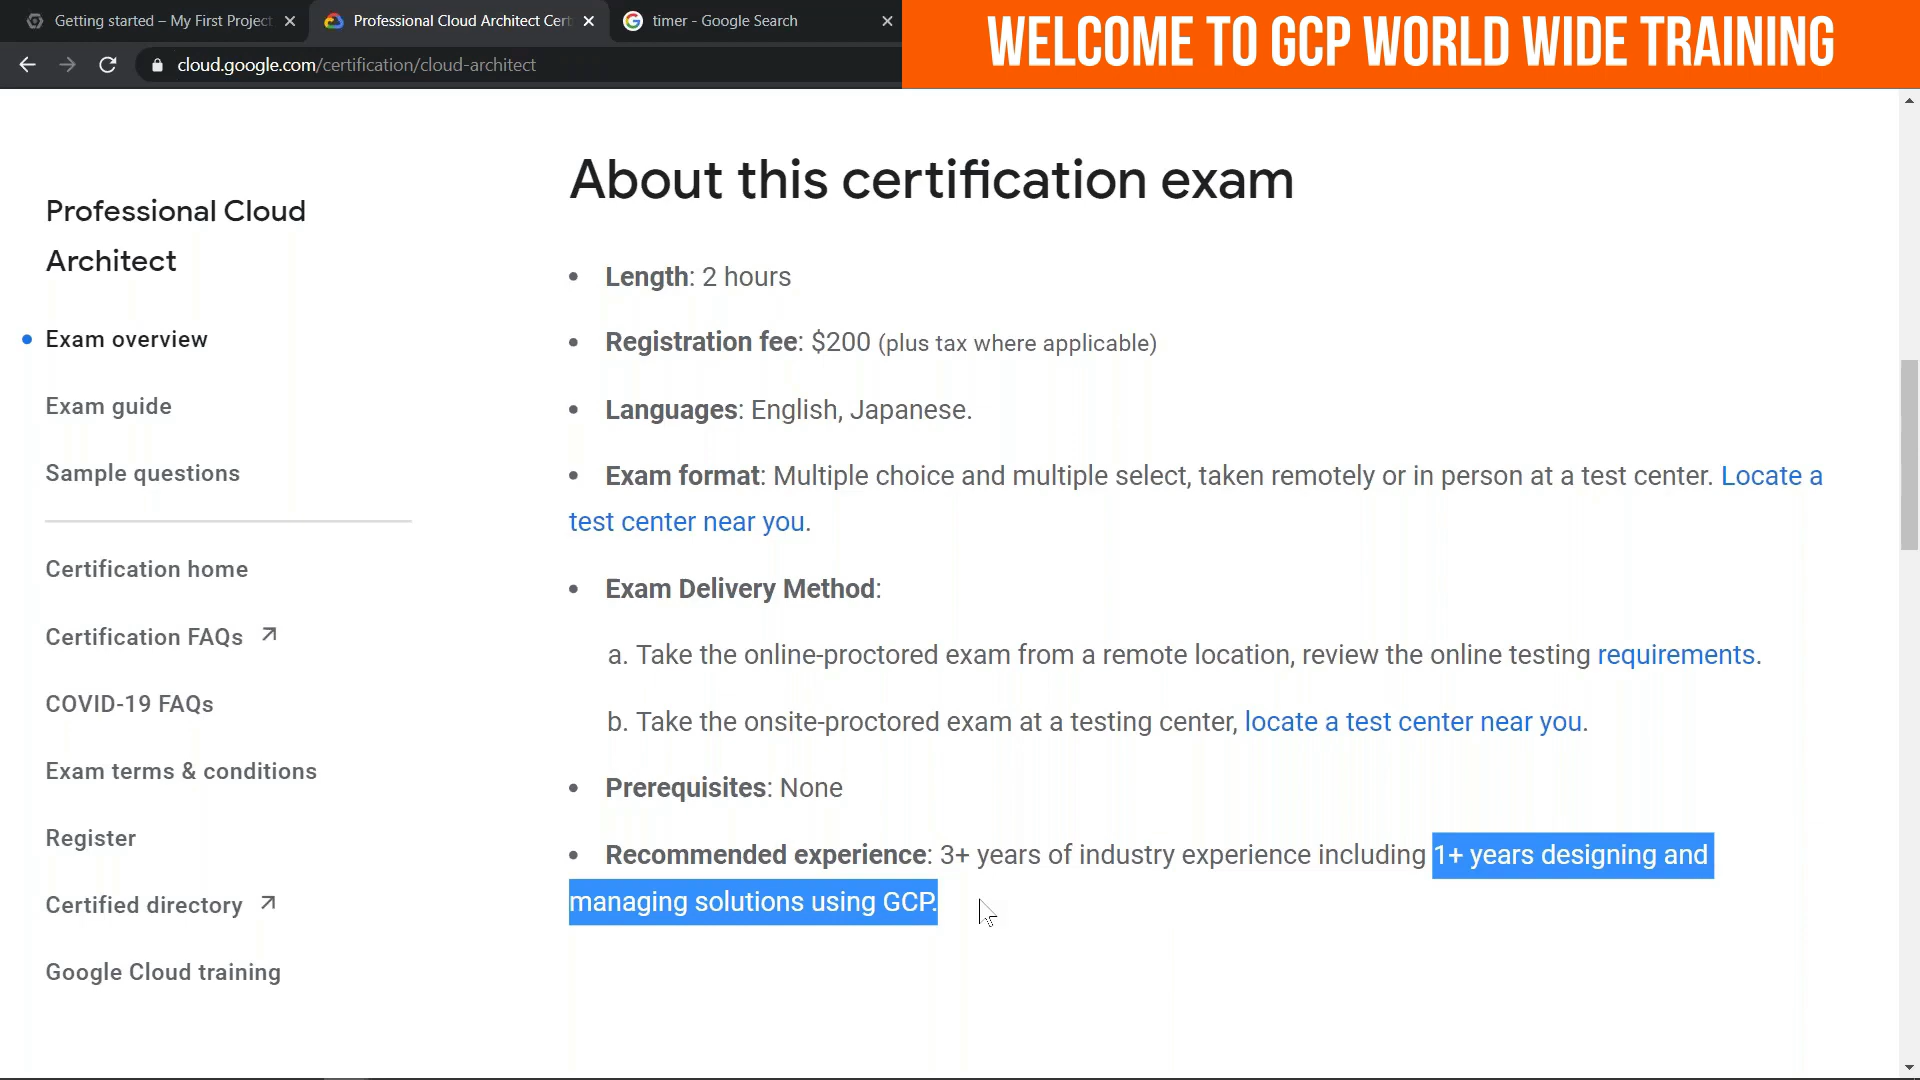 Getting started – My First Project
Professional Cloud Architect Cert
timer - Google Search
WELCOME TO GCP WORLD WIDE TRAINING
cloud.google.com/certification/cloud-architect
Professional Cloud
Architect
Exam overview
Exam guide
Sample questions
Certification home
Certification FAQs
COVID-19 FAQs
Exam terms & conditions
Register
Certified directory
Google Cloud training
About this certification exam
• Length: 2 hours
• Registration fee: $200 (plus tax where applicable)
• Languages: English, Japanese.
• Exam format: Multiple choice and multiple select, taken remotely or in person at a test center. Locate a
test center near you.
• Exam Delivery Method:
a. Take the online-proctored exam from a remote location, review the online testing requirements.
b. Take the onsite-proctored exam at a testing center, locate a test center near you.
• Prerequisites: None
• Recommended experience: 3+ years of industry experience including 1+ years designing and
managing solutions using GCP.